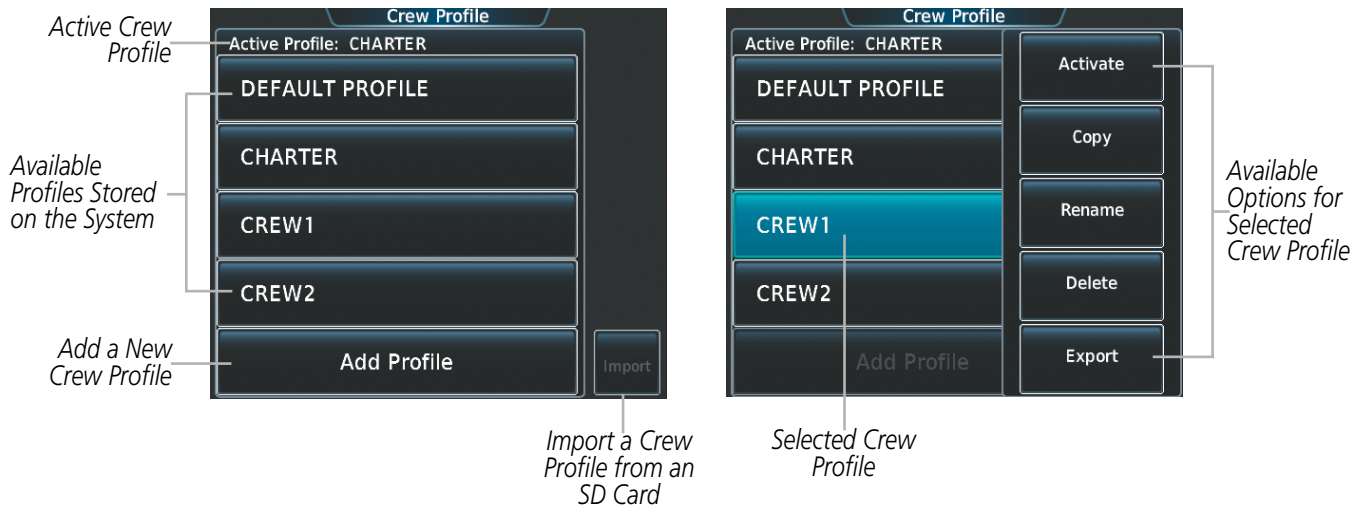 Crew Profile
Active Crew
Profile
Active Profile: CHARTER
DEFAULT PROFILE
CHARTER
CREW1
CREW2
Available
Profiles Stored
on the System
Add a New
Crew Profile
Add Profile
Import
Import a Crew
Profile from an
SD Card
Crew Profile
Active Profile: CHARTER
DEFAULT PROFILE
CHARTER
CREW1
CREW2
Add Profile
Activate
Copy
Rename
Delete
Export
Available
Options for
Selected
Crew Profile
Selected Crew
Profile